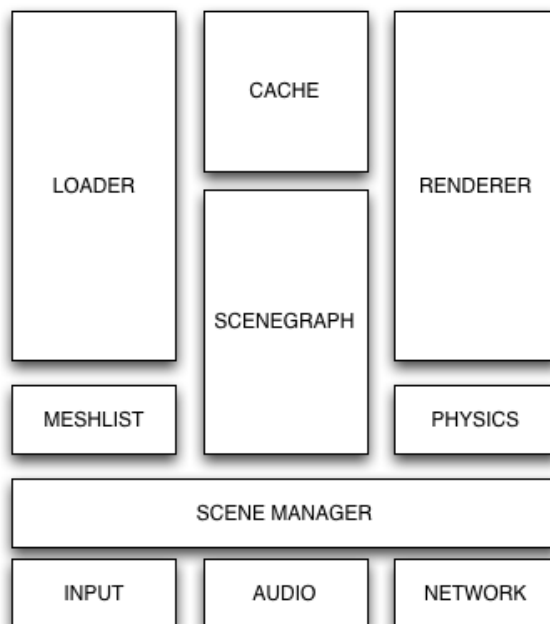 CACHE
LOADER
RENDERER
SCENEGRAPH
MESHLIST
PHYSICS
SCENE MANAGER
INPUT
AUDIO
NETWORK